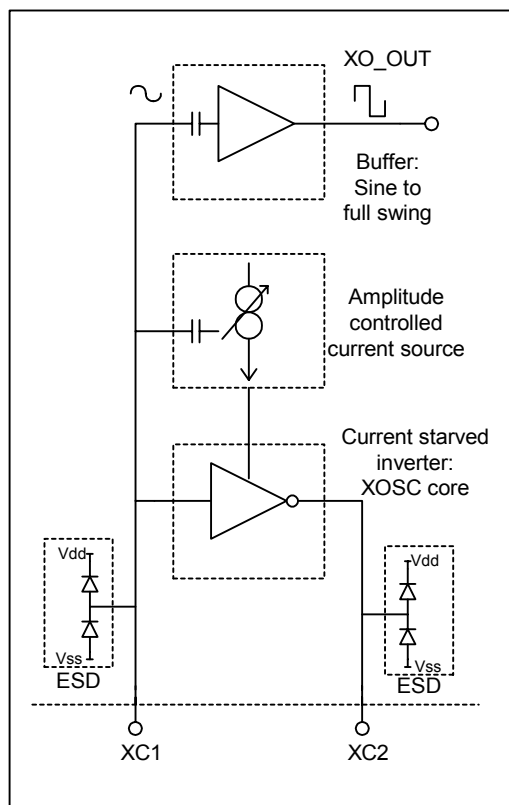 XO_OUT
Buffer:
Sine to
full swing
Amplitude
controlled
current source
Current starved
inverter:
XOSC core
Vdd
Vss
ESD
Vdd
Vss
ESD
XC1
XC2